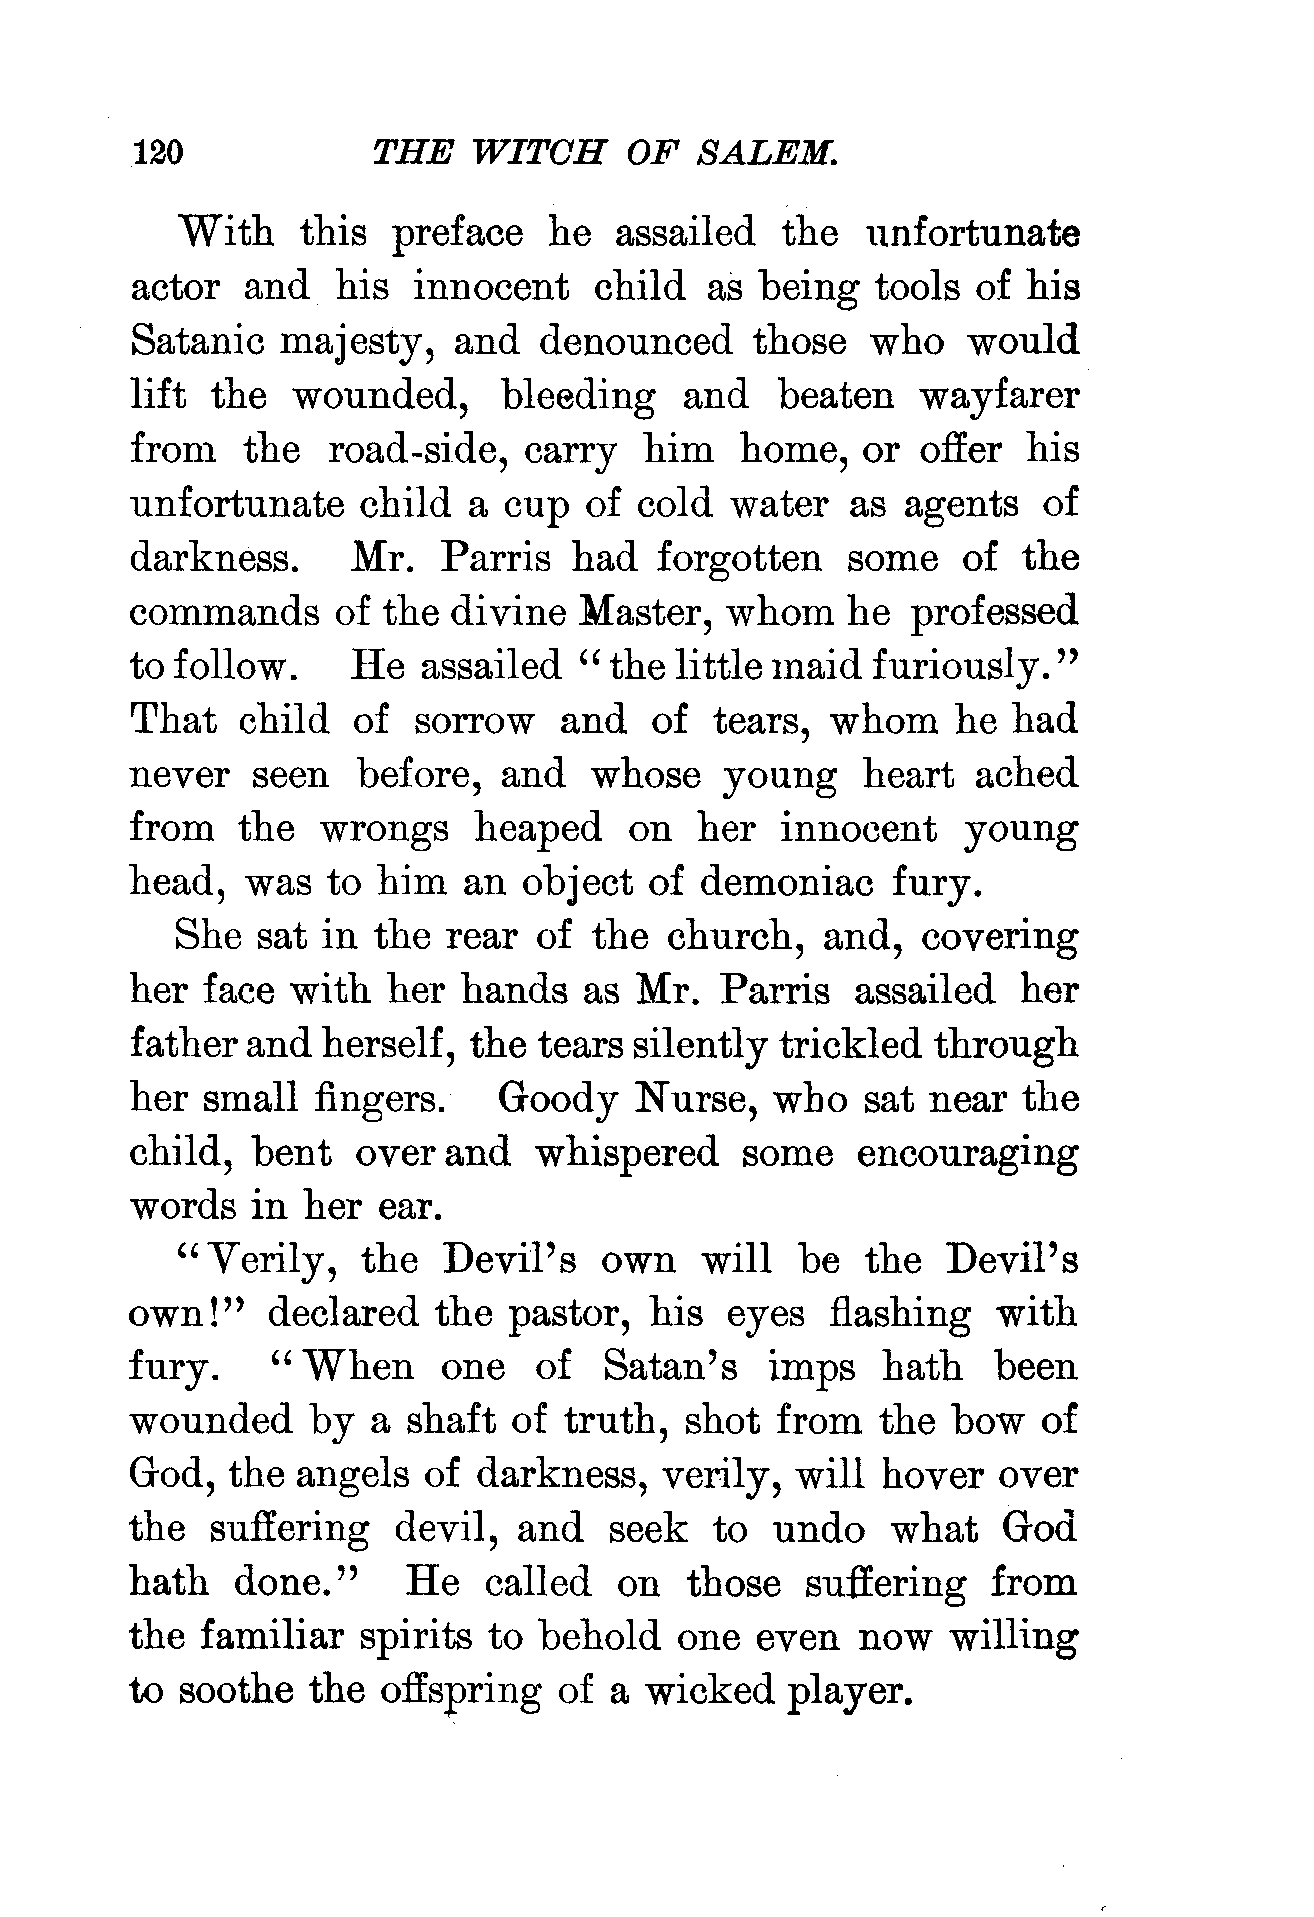 120 THE WITCH OF SALEM.
With this preface he assailed the unfortunate
actor and his innocent child as being tools of his
Satanic majesty, and denounced those who would
lift the wounded, bleeding and beaten wayfarer
from the road-side, carry him home, or offer his
unfortunate child a cup of cold water as agents of
darkness. Mr. Parris had forgotten some of the
commands of the divine Master, whom he professed
to follow. He assailed “the little maid furiously.”
That child of sorrow and of tears, whom he had
never seen before, and whose young heart ached
from the wrongs heaped on her innocent young
head, was to him an object of demoniac fury.
She sat in the rear of the church, and, covering
her face with her hands as Mr. Parris assailed her
father and herself, the tears silently trickled through
her small fingers. Goody Nurse, who sat near the
child, bent over and whispered some encouraging
words in her ear.
“Verily, the Devil’s own will be the Devil’s
own!” declared the pastor, his eyes flashing with
fury. “When one of Satan’s imps hath been
wounded by a shaft of truth, shot from the bow of
God, the angels of darkness, verily, will hover over
the suffering devil, and seek to undo what God
hath done.” He called on those suffering from
the familiar spirits to behold one even now willing
to soothe the offspring of a wicked player.